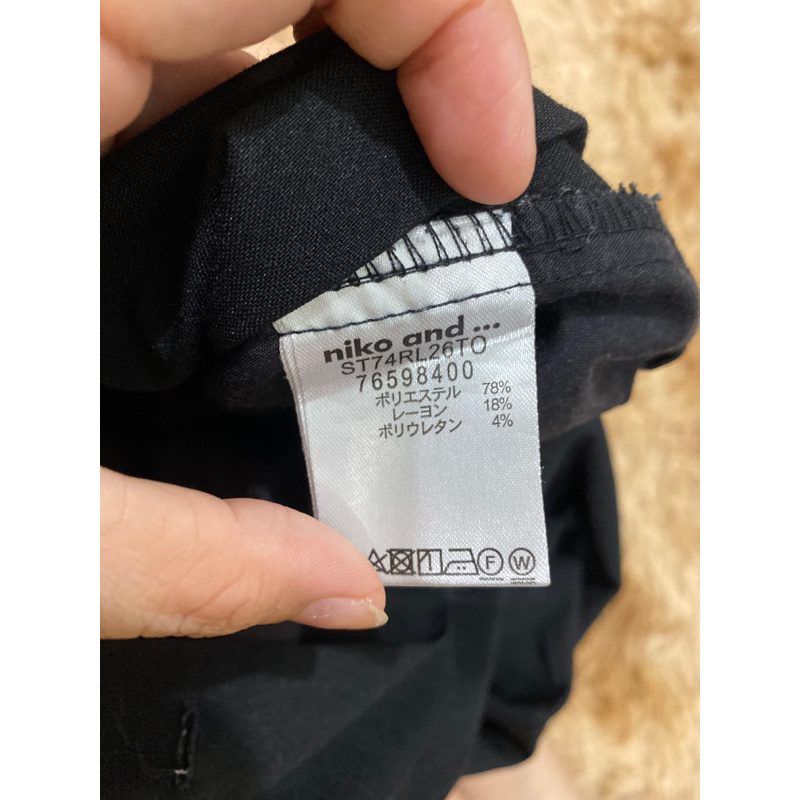 niko and ...
ST74RL26TO
76598400
ポリエステル 78%
レーヨン 18%
ポリウレタン 4%
F W